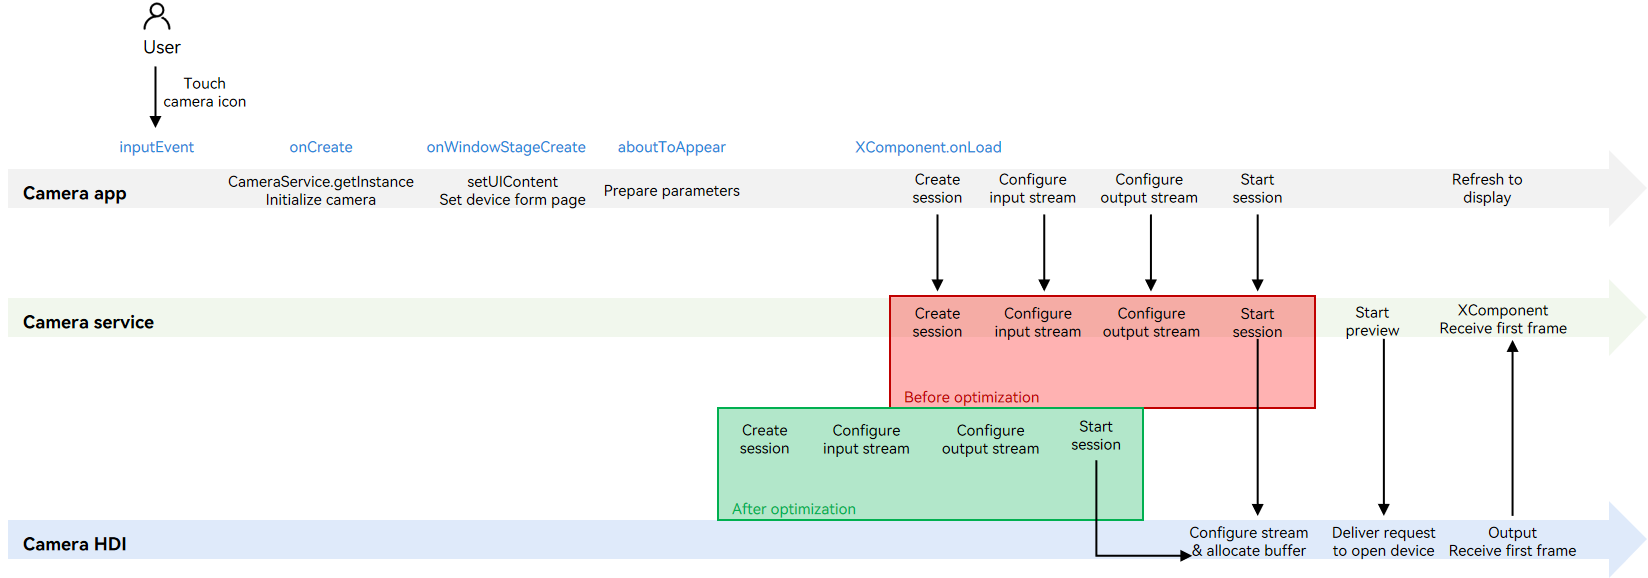 User
Touch
camera icon
inputEvent
onCreate
onWindowStageCreate
aboutToAppear
XComponent.onLoad
Camera app
CameraService.getInstance
Initialize camera
setUIContent
Set device form page
Prepare parameters
Create
session
Configure
input stream
Configure
output stream
Start
session
Refresh to
display
Camera service
Create
session
Configure
input stream
Configure
output stream
Start
session
Start
preview
XComponent
Receive first frame
Before optimization
Create
session
Configure
input stream
Configure
output stream
Start
session
After optimization
Camera HDI
Configure stream
& allocate buffer
Deliver request
to open device
Output
Receive first frame